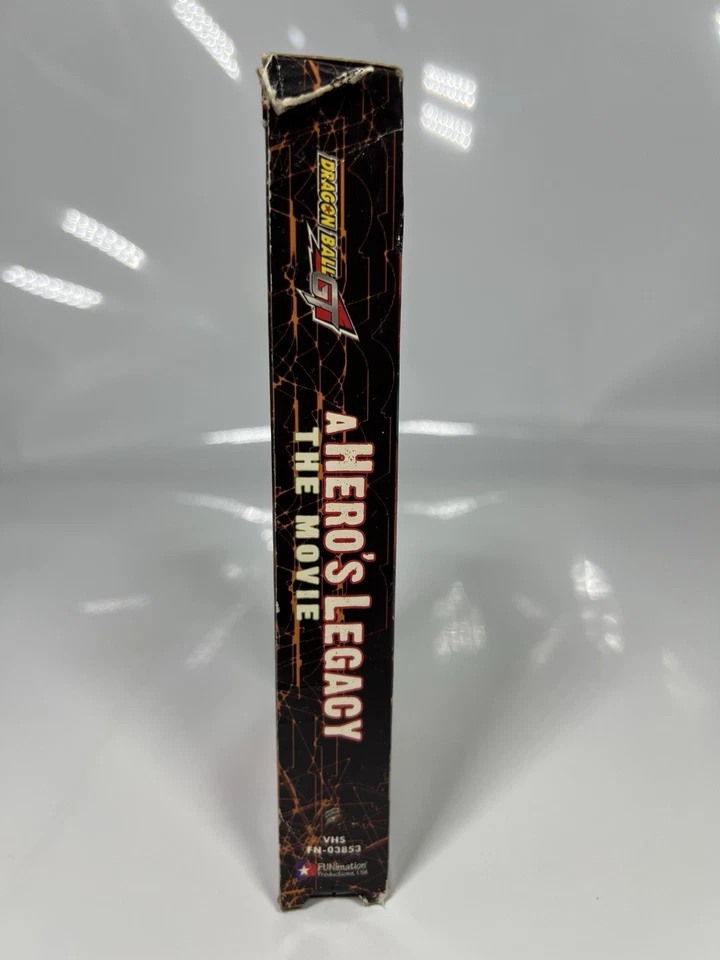 DRAGON BALL
GT
A HERO'S LEGACY
THE MOVIE
VHS
FN-03853
FUNimation
Productions, Ltd.